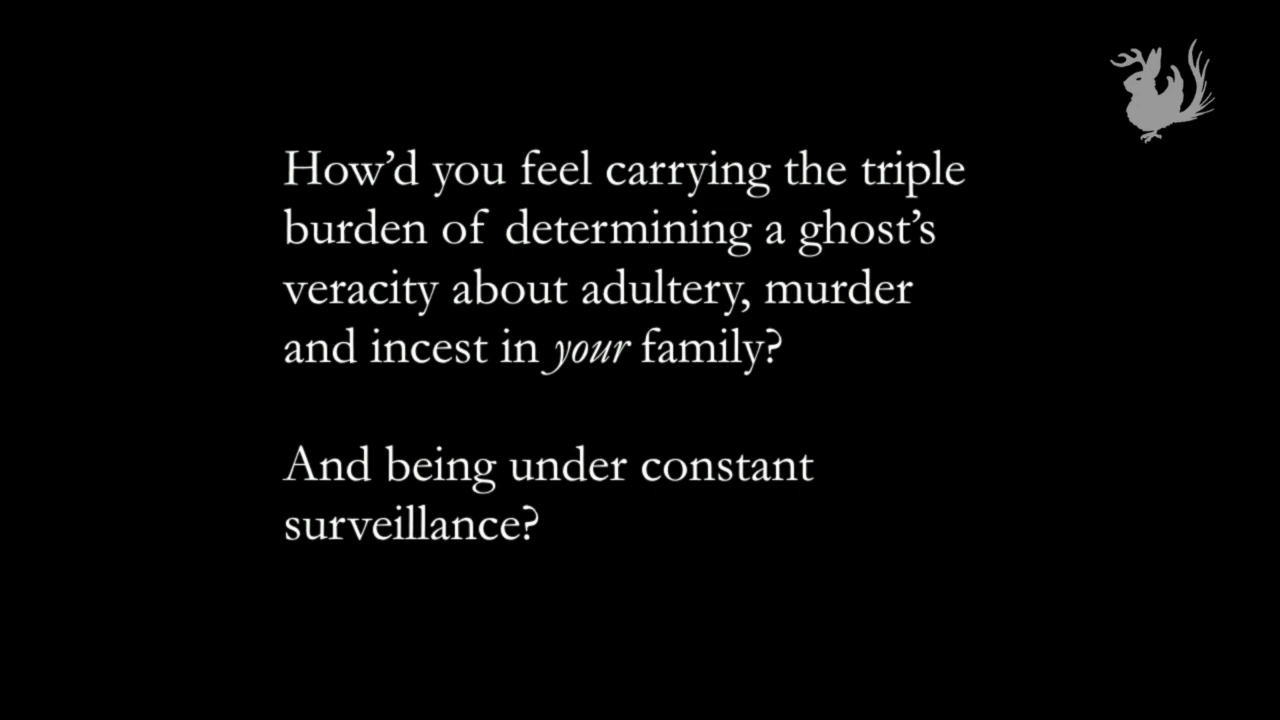 How’d you feel carrying the triple
burden of determining a ghost’s
veracity about adultery, murder
and incest in your family?
And being under constant
surveillance?